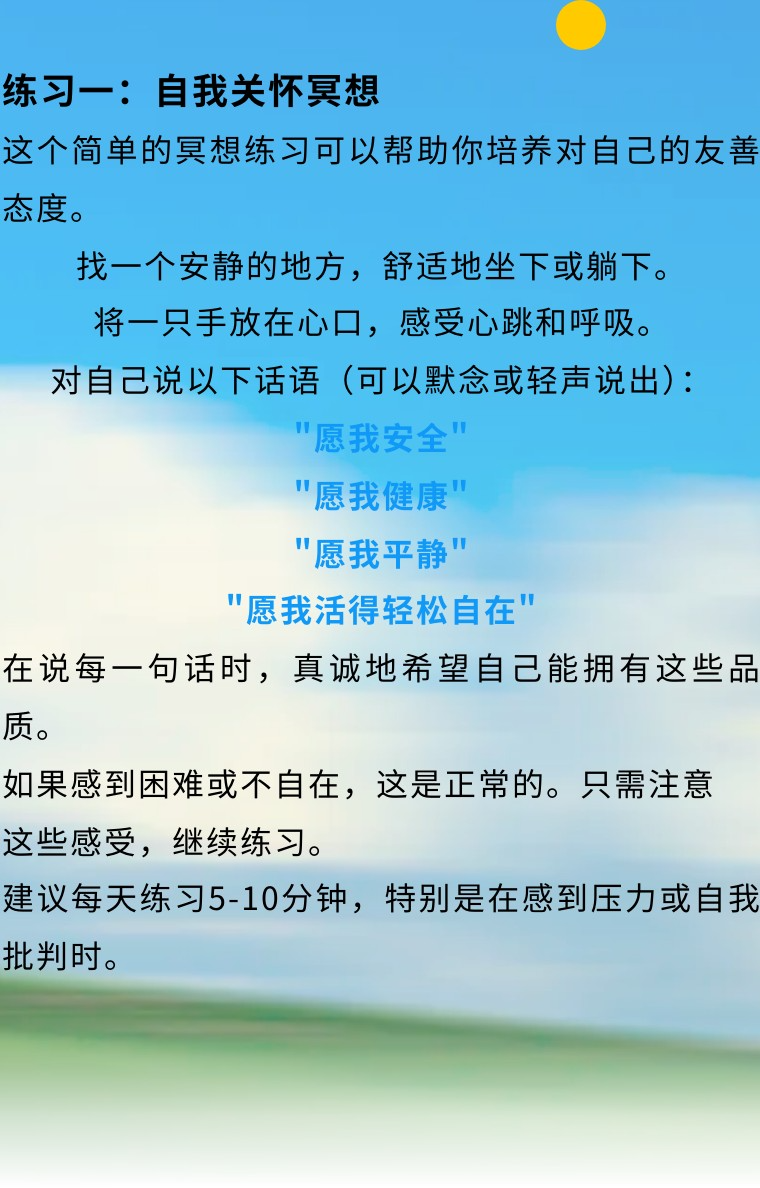 练习一：自我关怀冥想
这个简单的冥想练习可以帮助你培养对自己的友善
态度。
找一个安静的地方，舒适地坐下或躺下。
将一只手放在心口，感受心跳和呼吸。
对自己说以下话语（可以默念或轻声说出）：
"愿我安全"
"愿我健康"
"愿我平静"
"愿我活得轻松自在"
在说每一句话时，真诚地希望自己能拥有这些品
质。
如果感到困难或不自在，这是正常的。只需注意
这些感受，继续练习。
建议每天练习5-10分钟，特别是在感到压力或自我
批判时。